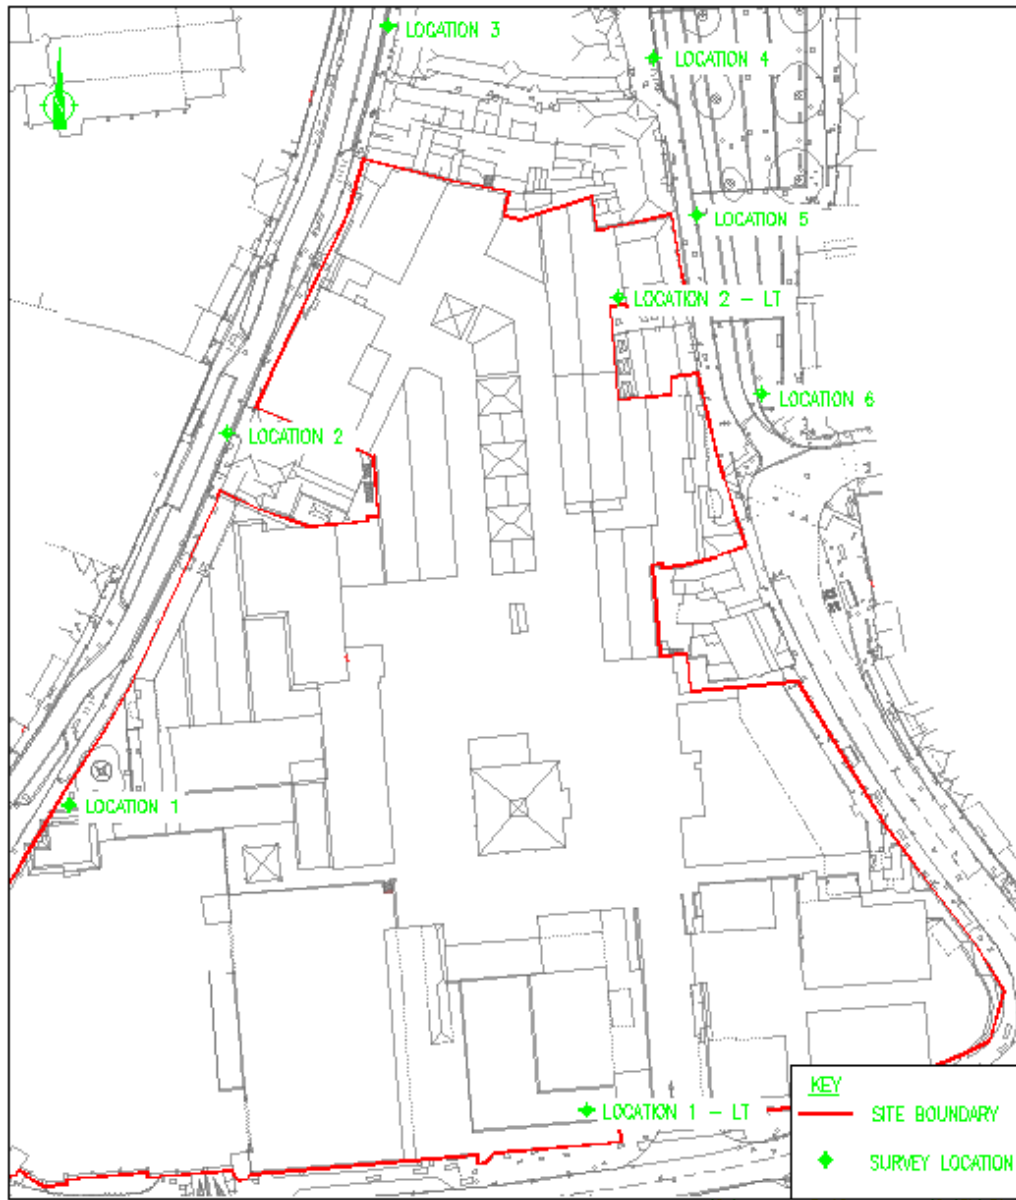 LOCATION 3
LOCATION 4
LOCATION 5
LOCATION 2 - LT
LOCATION 6
LOCATION 2
LOCATION 1
LOCATION 1 - LT
KEY
SITE BOUNDARY
SURVEY LOCATION